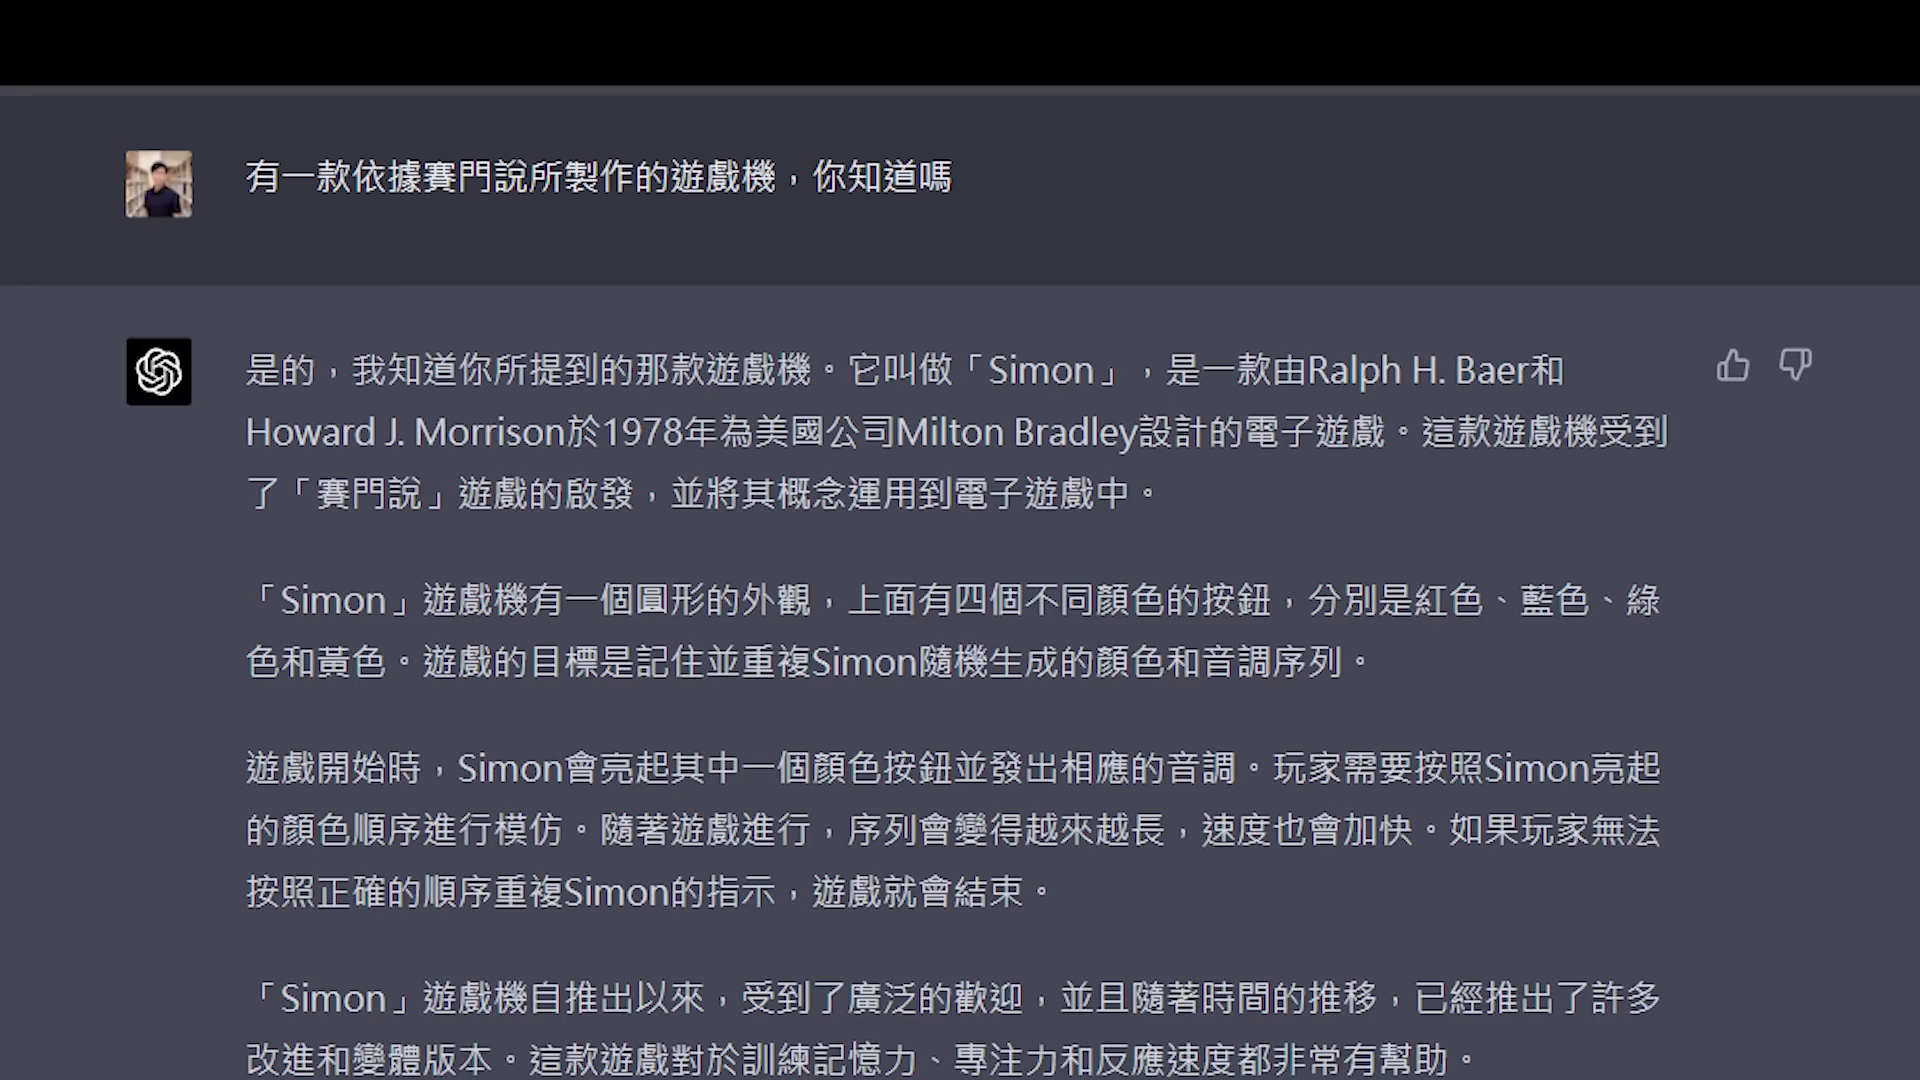 有一款依據賽門說所製作的遊戲機，你知道嗎
是的，我知道你所提到的那款遊戲機。它叫做「Simon」，是一款由Ralph H. Baer和
Howard J. Morrison於1978年為美國公司Milton Bradley設計的電子遊戲。這款遊戲機受到
了「賽門說」遊戲的啟發，並將其概念運用到電子遊戲中。
「Simon」遊戲機有一個圓形的外觀，上面有四個不同顏色的按鈕，分別是紅色、藍色、綠
色和黃色。遊戲的目標是記住並重複Simon隨機生成的顏色和音調序列。
遊戲開始時，Simon會亮起其中一個顏色按鈕並發出相應的音調。玩家需要按照Simon亮起
的顏色順序進行模仿。隨著遊戲進行，序列會變得越來越長，速度也會加快。如果玩家無法
按照正確的順序重複Simon的指示，遊戲就會結束。
「Simon」遊戲機自推出以來，受到了廣泛的歡迎，並且隨著時間的推移，已經推出了許多
改進和變體版本。這款遊戲對於訓練記憶力、專注力和反應速度都非常有幫助。